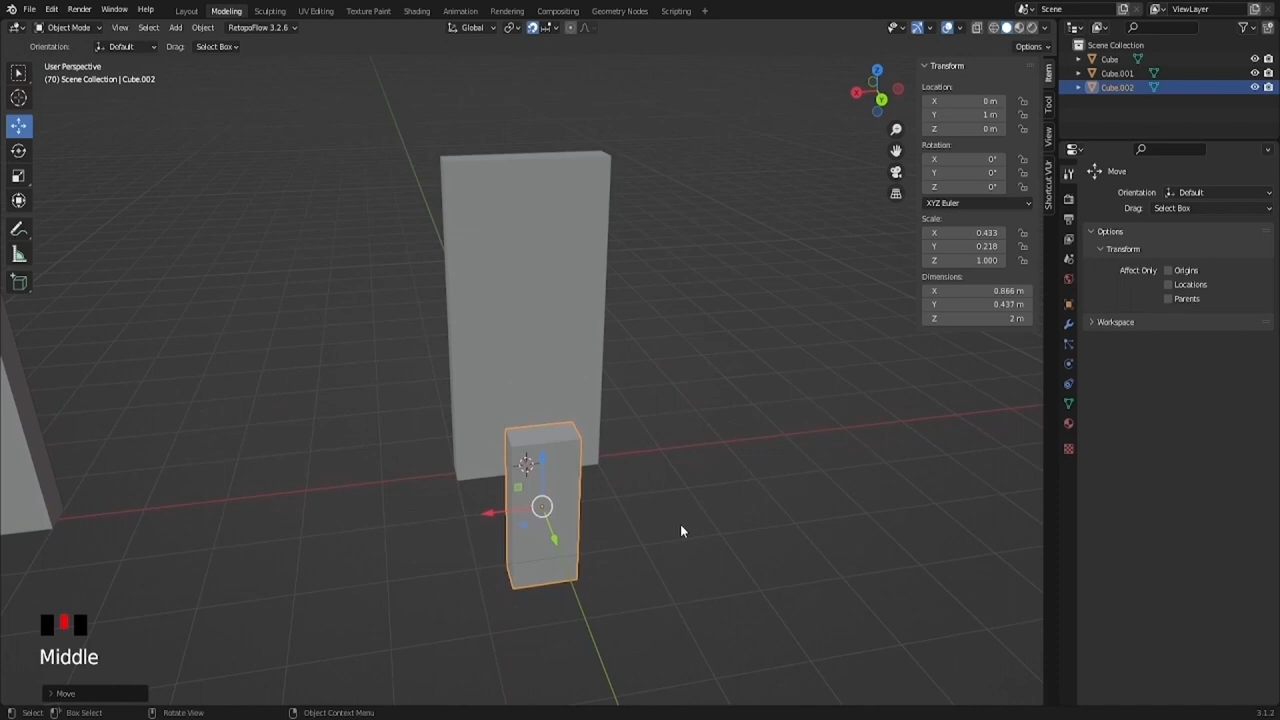 File Edit Render Window Help Layout Modeling Sculpting UV Editing Texture Paint Shading Animation Rendering Compositing Geometry Nodes Scripting + Scene ViewLayer
Object Mode View Select Add Object RetopoFlow 3.2.6 Global
Orientation: Default Drag: Select Box Options
User Perspective
(70) Scene Collection | Cube.002
X
Z
Y
Transform
Location:
X 0 m
Y 1 m
Z 0 m
Rotation:
X 0°
Y 0°
Z 0°
XYZ Euler
Scale:
X 0.433
Y 0.218
Z 1.000
Dimensions:
X 0.866 m
Y 0.437 m
Z 2 m
Item
Tool
View
Shortcut VUr
Scene Collection
Cube
Cube.001
Cube.002
Move
Orientation Default
Drag: Select Box
Options
Transform
Affect Only Origins
Locations
Parents
Workspace
Middle
Move
Select Box Select Rotate View Object Context Menu 3.1.2